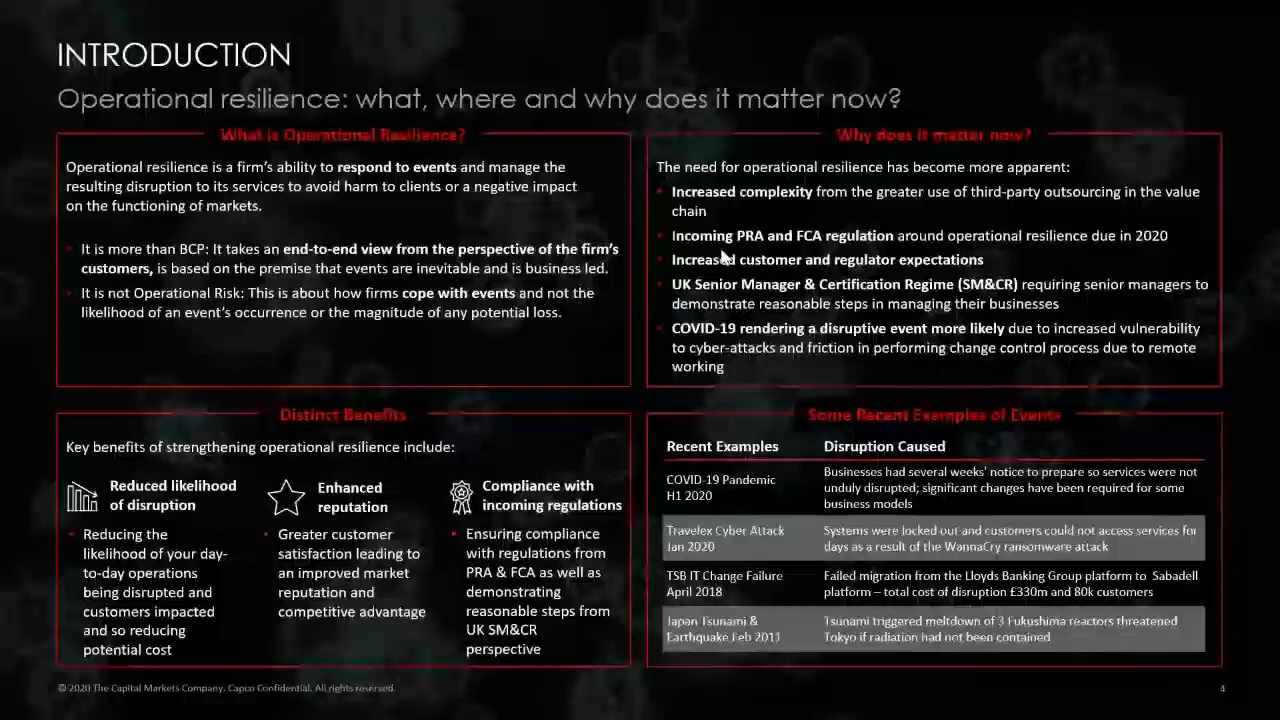 INTRODUCTION
Operational resilience: what, where and why does it matter now?
What is Operational Resilience?
Operational resilience is a firm's ability to respond to events and manage the
resulting disruption to its services to avoid harm to clients or a negative impact
on the functioning of markets.
It is more than BCP: It takes an end-to-end view from the perspective of the firm's
customers, is based on the premise that events are inevitable and is business led.
It is not Operational Risk: This is about how firms cope with events and not the
likelihood of an event's occurrence or the magnitude of any potential loss.
Why does it matter now?
The need for operational resilience has become more apparent:
Increased complexity from the greater use of third-party outsourcing in the value
chain
Incoming PRA and FCA regulation around operational resilience due in 2020
Increased customer and regulator expectations
UK Senior Manager & Certification Regime (SM&CR) requiring senior managers to
demonstrate reasonable steps in managing their businesses
COVID-19 rendering a disruptive event more likely due to increased vulnerability
to cyber-attacks and friction in performing change control process due to remote
working
Distinct Benefits
Key benefits of strengthening operational resilience include:
Reduced likelihood
of disruption
Reducing the
likelihood of your day-
to-day operations
being disrupted and
customers impacted
and so reducing
potential cost
Enhanced
reputation
Greater customer
satisfaction leading to
an improved market
reputation and
competitive advantage
Compliance with
incoming regulations
Ensuring compliance
with regulations from
PRA & FCA as well as
demonstrating
reasonable steps from
UK SM&CR
perspective
Some Recent Examples of Events
Recent Examples Disruption Caused
COVID-19 Pandemic
H1 2020
Businesses had several weeks' notice to prepare so services were not
unduly disrupted; significant changes have been required for some
business models
Travelex Cyber Attack
Jan 2020
Systems were locked out and customers could not access services for
days as a result of the WannaCry ransomware attack
TSB IT Change Failure
April 2018
Failed migration from the Lloyds Banking Group platform to Sabadell
platform – total cost of disruption £330m and 80k customers
Japan Tsunami &
Earthquake Feb 2011
Tsunami triggered meltdown of 3 Fukushima reactors threatened
Tokyo if radiation had not been contained
© 2020 The Capital Markets Company. Capco Confidential. All rights reserved.
4